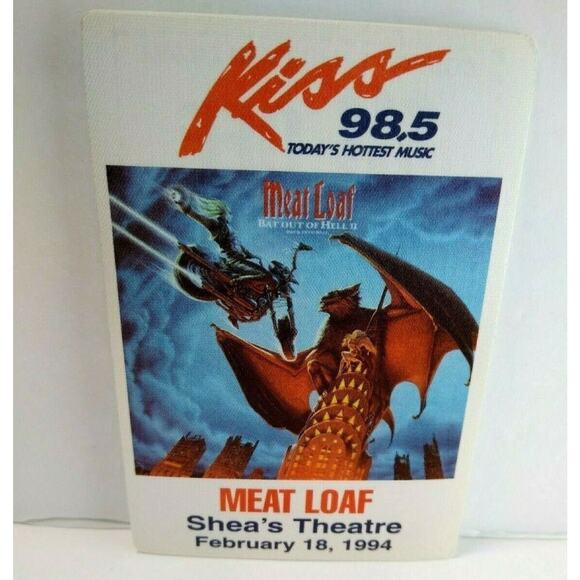 Kiss
98.5
TODAY'S HOTTEST MUSIC
Meat Loaf
BAT OUT OF HELL II
MEAT LOAF
Shea's Theatre
February 18, 1994